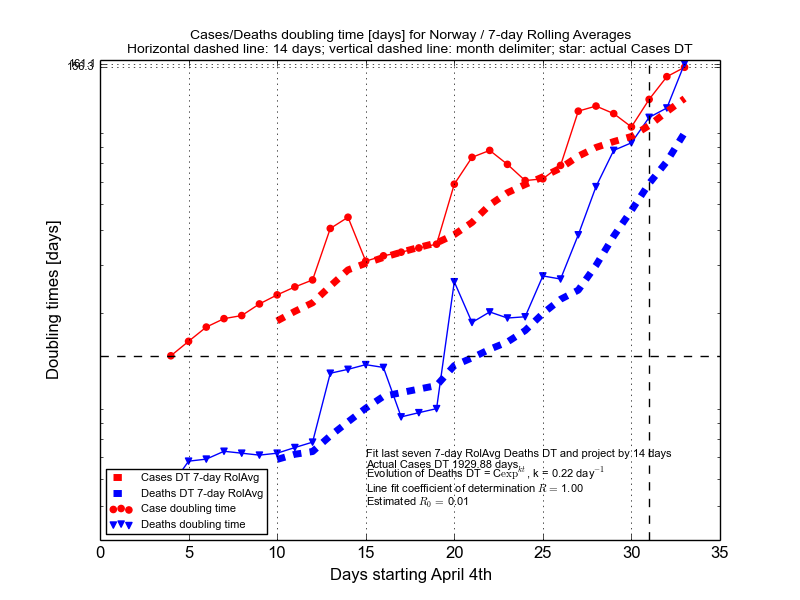 Cases/Deaths doubling time [days] for Norway / 7-day Rolling Averages
Horizontal dashed line: 14 days; vertical dashed line: month delimiter; star: actual Cases DT
Doubling times [days]
Fit last seven 7-day RolAvg Deaths DT and project by 14 days
Actual Cases DT 1929.88 days
Evolution of Deaths DT = Cexp^{kt}, k = 0.22 day^{-1}
Line fit coefficient of determination R = 1.00
Estimated R_0 = 0.01
Cases DT 7-day RolAvg
Deaths DT 7-day RolAvg
Case doubling time
Deaths doubling time
0 5 10 15 20 25 30 35
Days starting April 4th